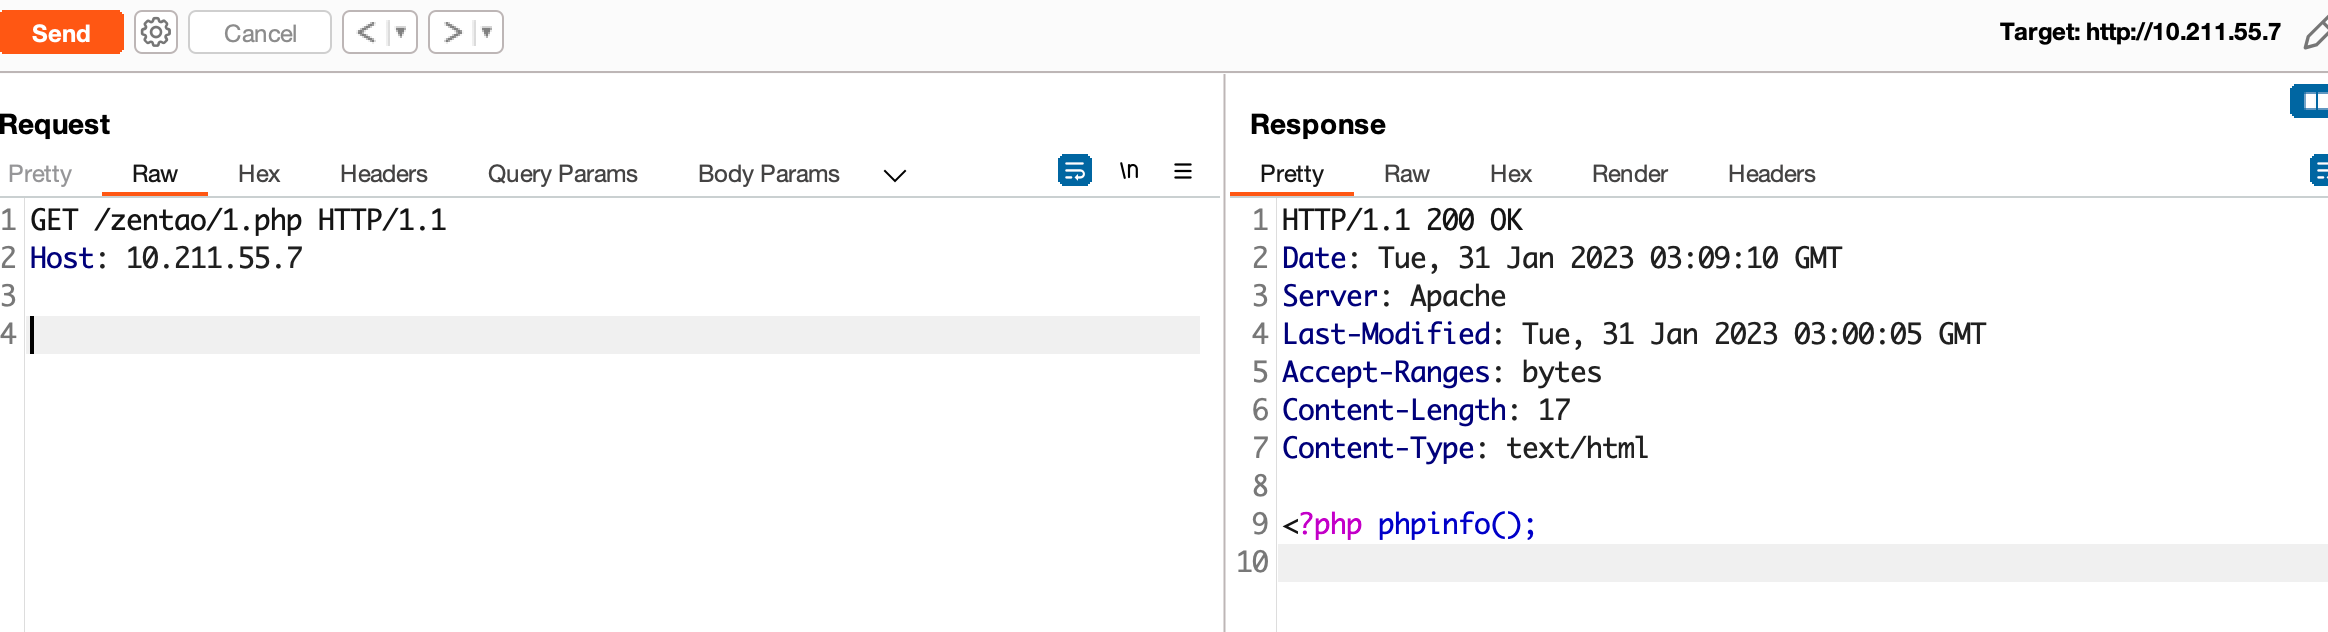 Send Cancel < > Target: http://10.211.55.7
Request
Pretty Raw Hex Headers Query Params Body Params \n
1 GET /zentao/1.php HTTP/1.1
2 Host: 10.211.55.7
3
4
Response
Pretty Raw Hex Render Headers
1 HTTP/1.1 200 OK
2 Date: Tue, 31 Jan 2023 03:09:10 GMT
3 Server: Apache
4 Last-Modified: Tue, 31 Jan 2023 03:00:05 GMT
5 Accept-Ranges: bytes
6 Content-Length: 17
7 Content-Type: text/html
8
9 <?php phpinfo();
10